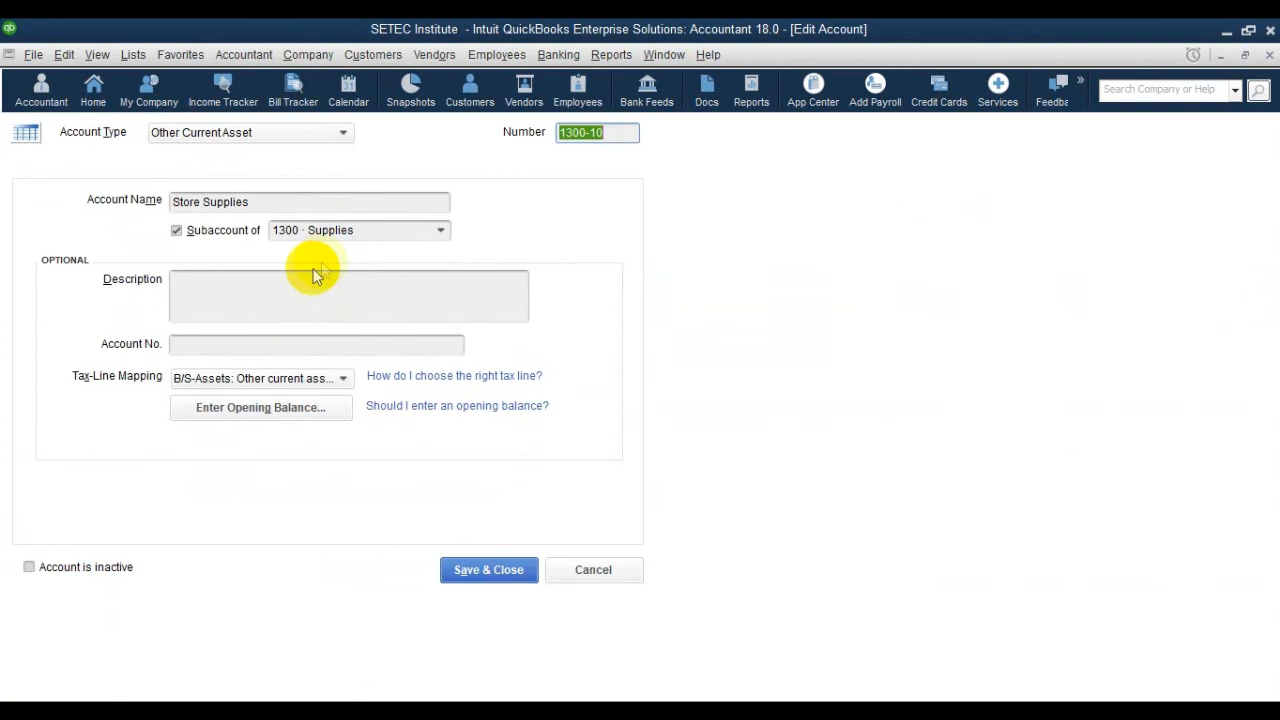 SETEC Institute - Intuit QuickBooks Enterprise Solutions: Accountant 18.0 - [Edit Account]
File Edit View Lists Favorites Accountant Company Customers Vendors Employees Banking Reports Window Help
Accountant Home My Company Income Tracker Bill Tracker Calendar Snapshots Customers Vendors Employees Bank Feeds Docs Reports App Center Add Payroll Credit Cards Services Feedba Search Company or Help
Account Type Other Current Asset Number 1300-10
Account Name Store Supplies
Subaccount of 1300 · Supplies
OPTIONAL
Description
Account No.
Tax-Line Mapping B/S-Assets: Other current ass... How do I choose the right tax line?
Enter Opening Balance... Should I enter an opening balance?
Account is inactive Save & Close Cancel